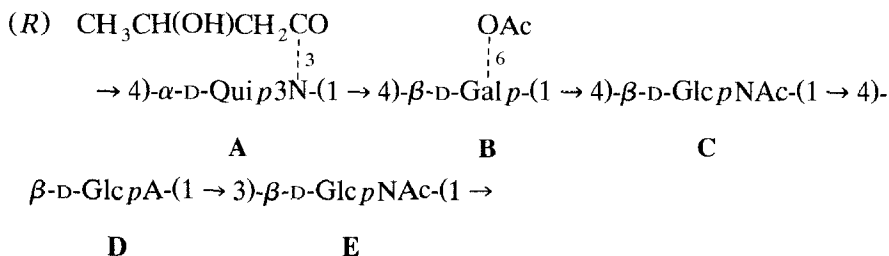 (R) CH₃CH(OH)CH₂CO OAc
3 6
→ 4)-α-D-Quip3N-(1 → 4)-β-D-Galp-(1 → 4)-β-D-GlcpNAc-(1 → 4)-
A B C
β-D-GlcpA-(1 → 3)-β-D-GlcpNAc-(1 →
D E